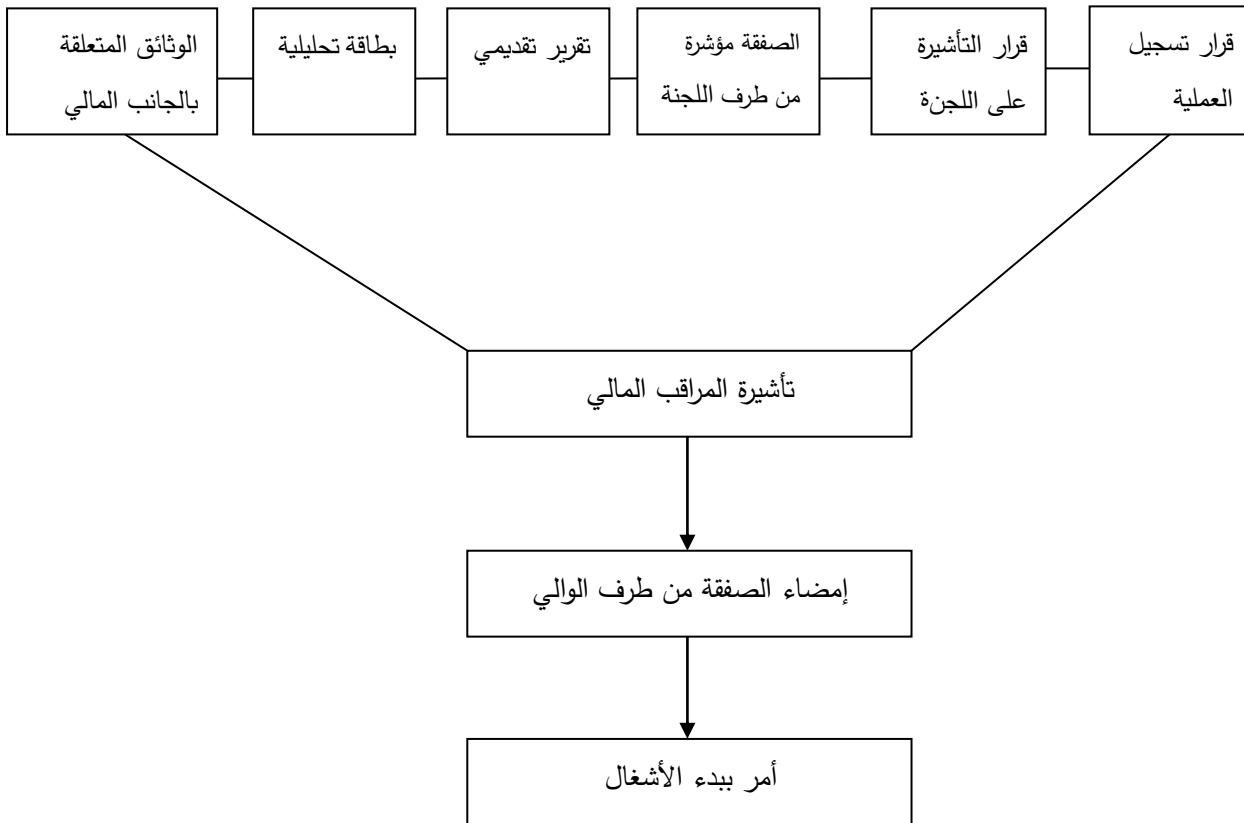 قرار تسجيل
العملية
قرار التأشيرة
على اللجنة
الصفقة مؤشرة
من طرف اللجنة
تقرير تقديمي
بطاقة تحليلية
الوثائق المتعلقة
بالجانب المالي
تأشيرة المراقب المالي
إمضاء الصفقة من طرف الوالي
أمر ببدء الأشغال